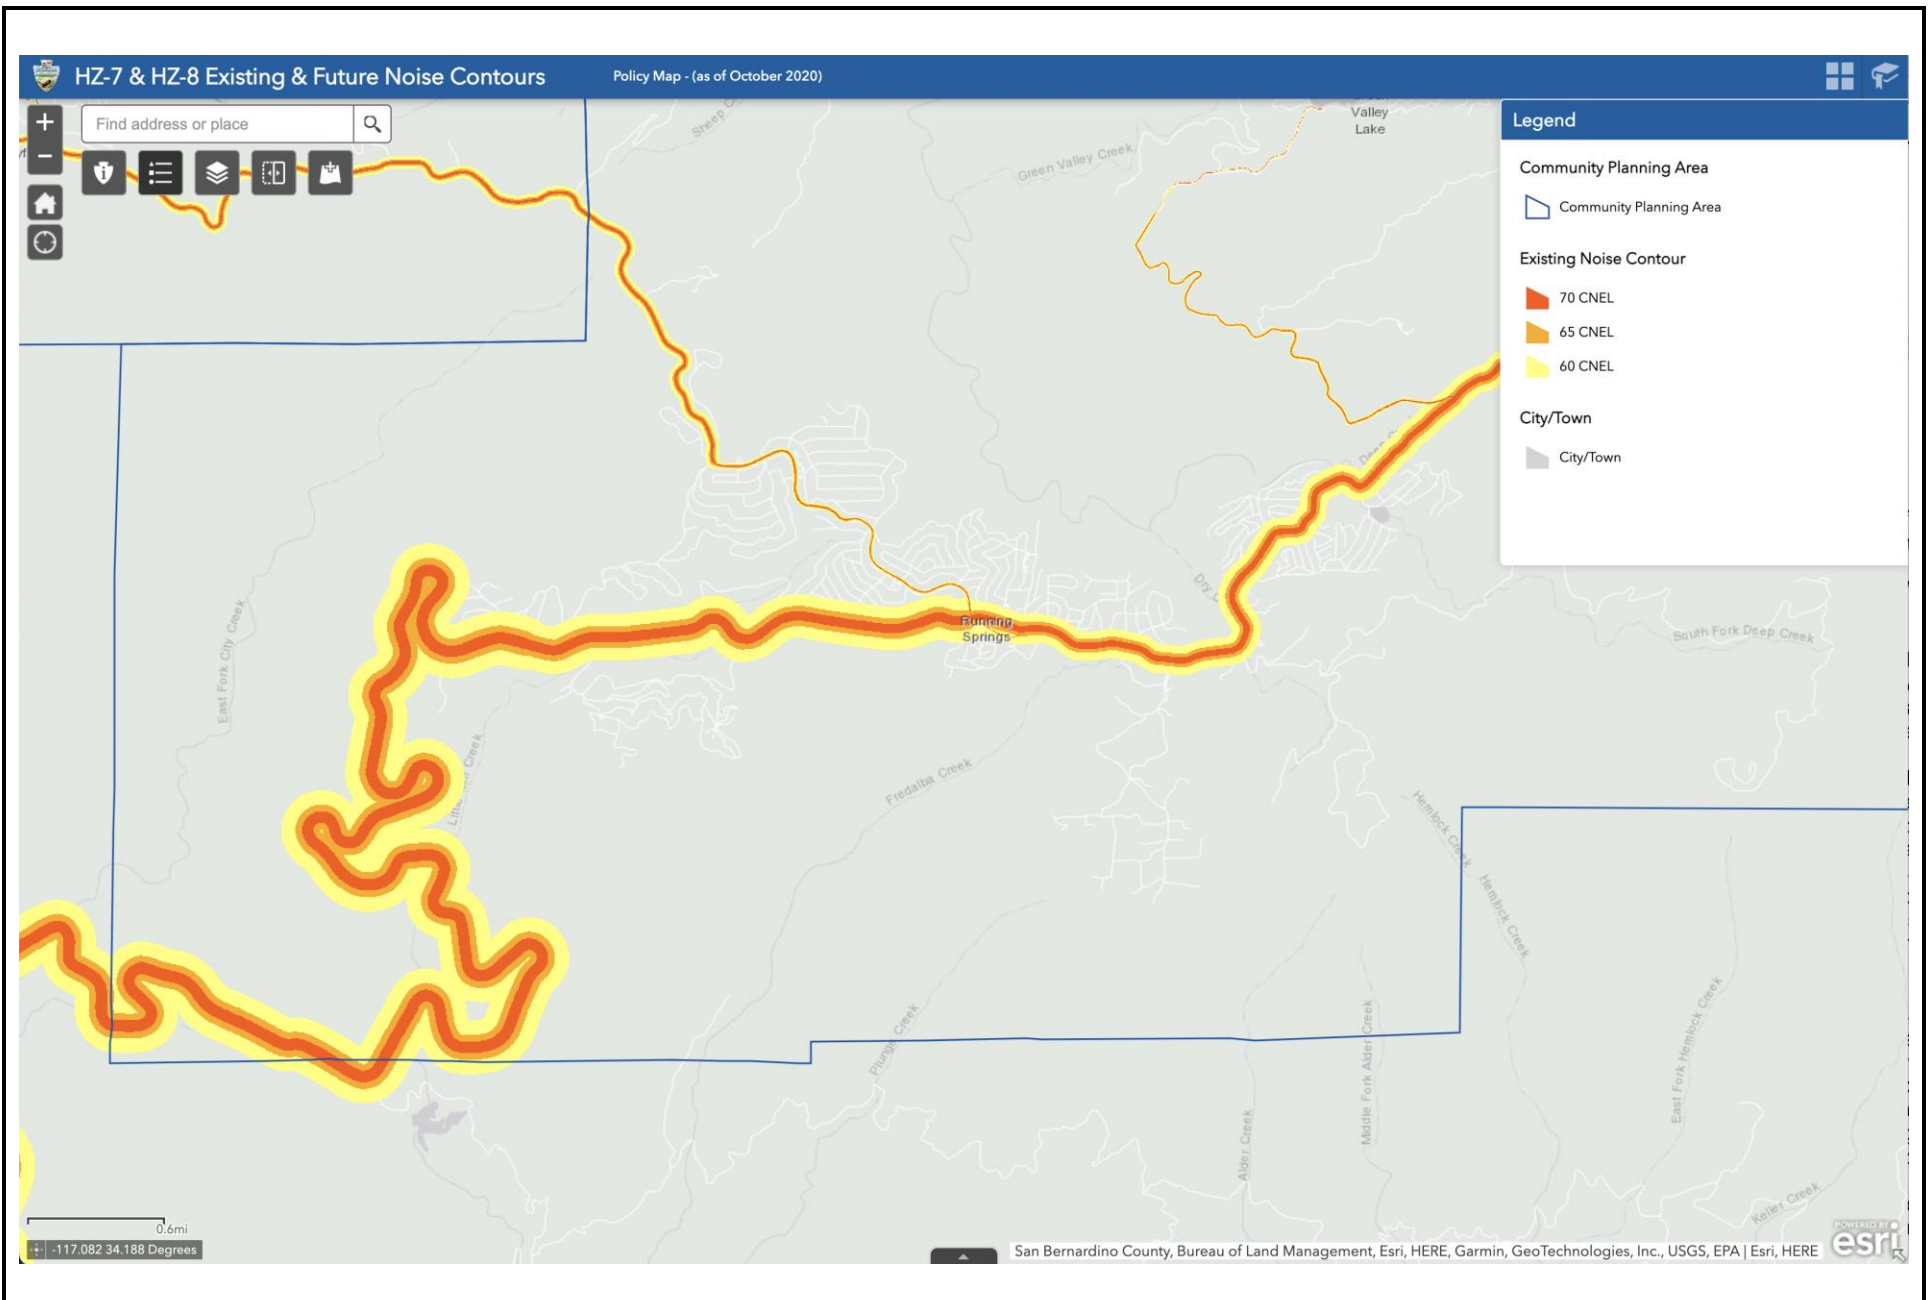 HZ-7 & HZ-8 Existing & Future Noise Contours
Policy Map - (as of October 2020)
Find address or place
Legend
Community Planning Area
Community Planning Area
Existing Noise Contour
70 CNEL
65 CNEL
60 CNEL
City/Town
City/Town
Valley
Lake
Green Valley Creek
Running
Springs
South Fork Deep Creek
East Fork City Creek
Creek
Fredalba Creek
Hemlock Creek
Hemlock Creek
Plunge Creek
Middle Fork Alder Creek
Alder Creek
East Fork Hemlock Creek
Keller Creek
0.6mi
-117.082 34.188 Degrees
San Bernardino County, Bureau of Land Management, Esri, HERE, Garmin, GeoTechnologies, Inc., USGS, EPA | Esri, HERE
POWERED BY
esri